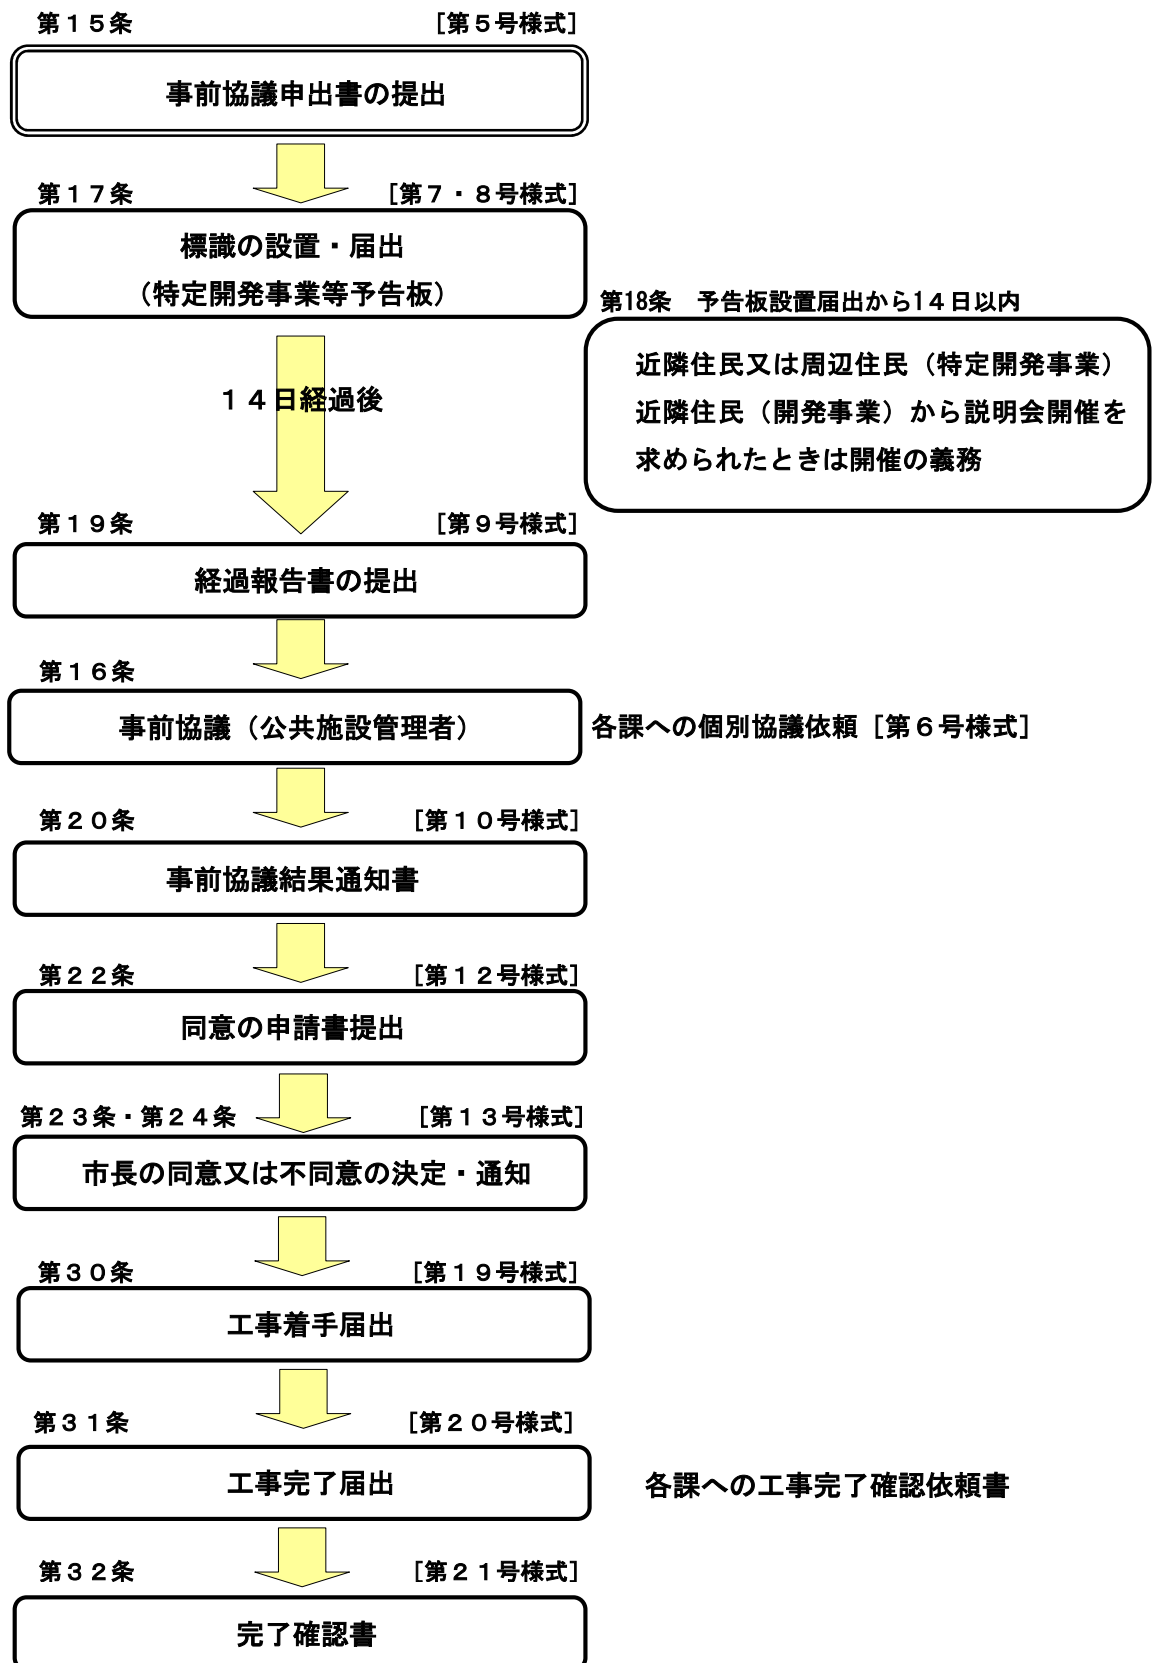 第１５条 ［第５号様式］
事前協議申出書の提出
第１７条 ［第７・８号様式］
標識の設置・届出
（特定開発事業等予告板）
第18条　予告板設置届出から１４日以内
近隣住民又は周辺住民（特定開発事業）
近隣住民（開発事業）から説明会開催を
求められたときは開催の義務
１４日経過後
第１９条 ［第９号様式］
経過報告書の提出
第１６条
事前協議（公共施設管理者） 各課への個別協議依頼［第６号様式］
第２０条 ［第１０号様式］
事前協議結果通知書
第２２条 ［第１２号様式］
同意の申請書提出
第２３条・第２４条 ［第１３号様式］
市長の同意又は不同意の決定・通知
第３０条 ［第１９号様式］
工事着手届出
第３１条 ［第２０号様式］
工事完了届出 各課への工事完了確認依頼書
第３２条 ［第２１号様式］
完了確認書